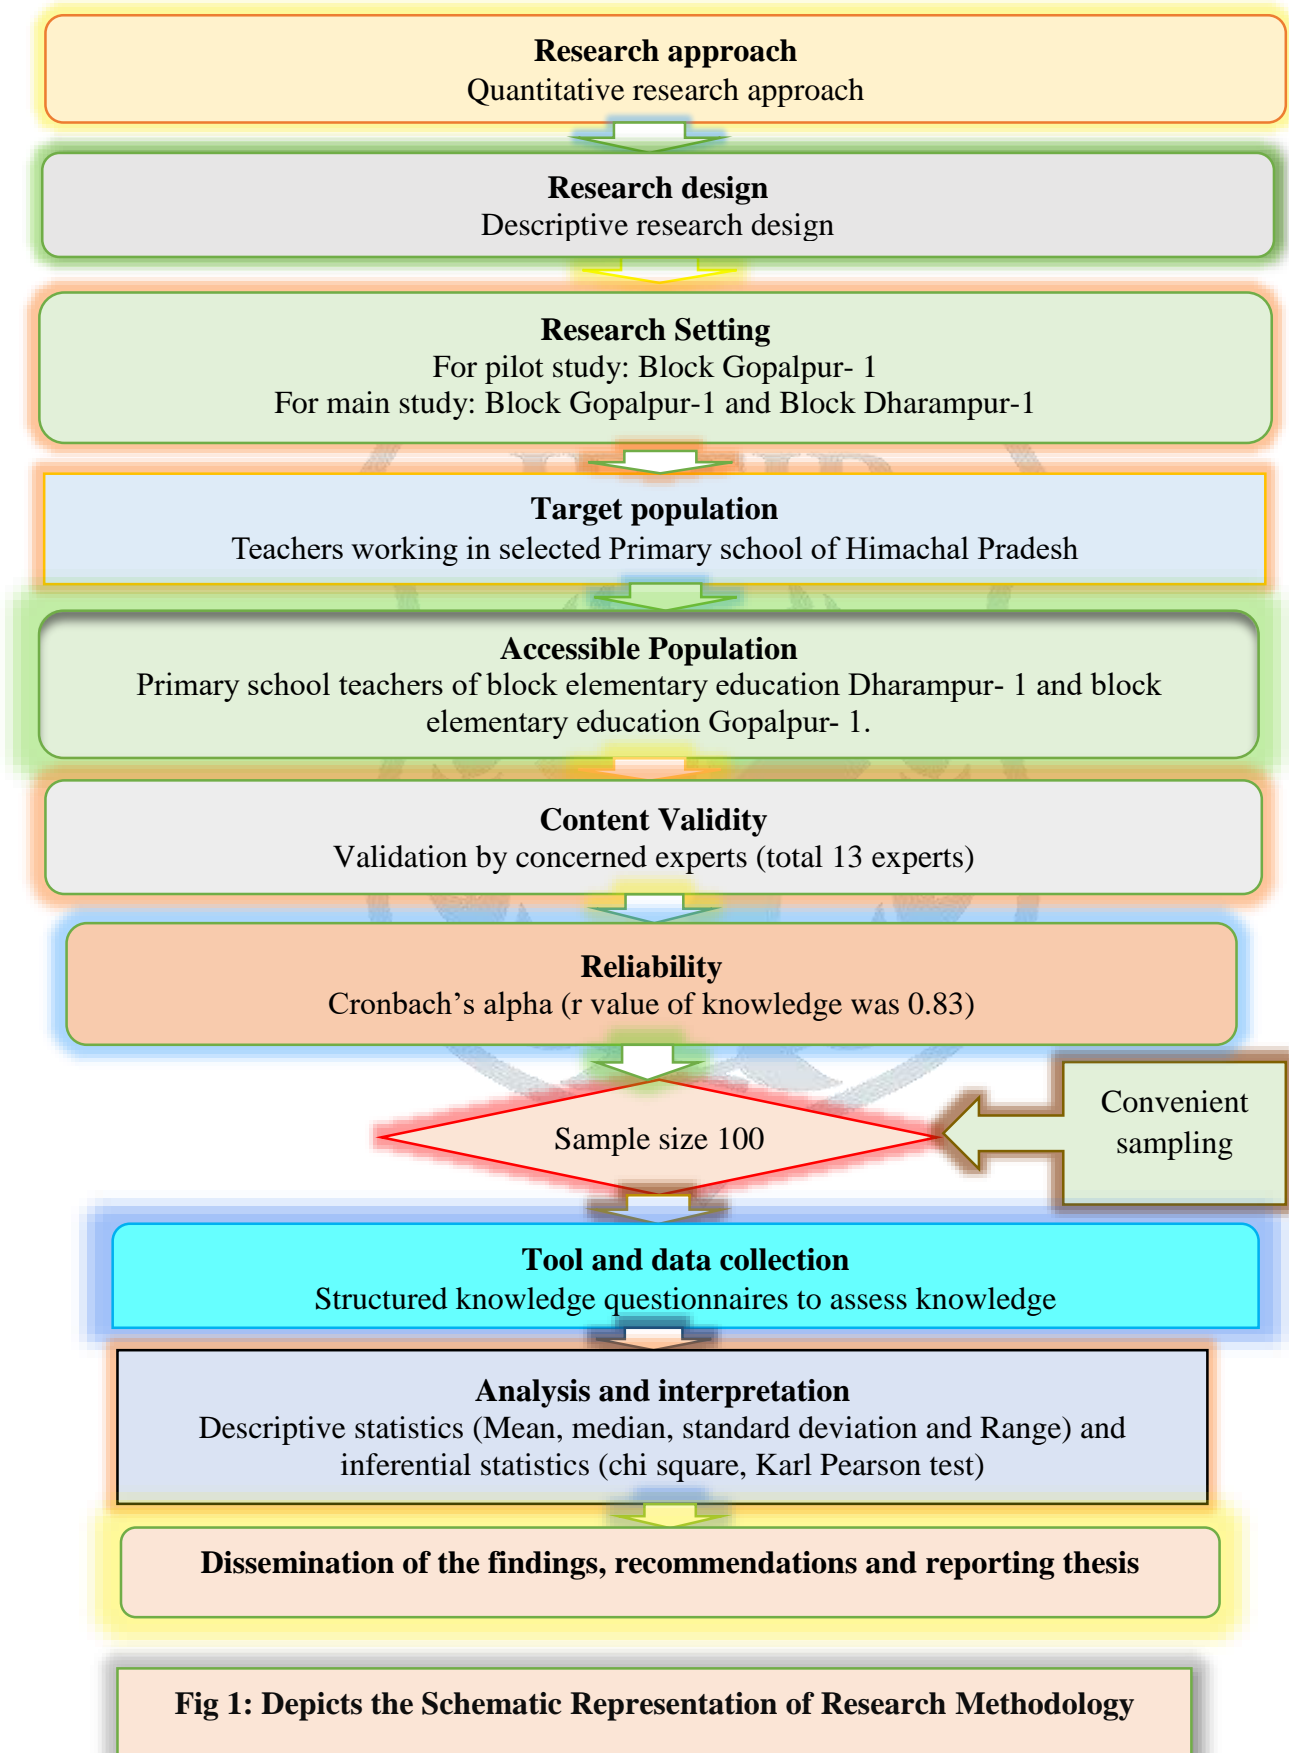 Research approach
Quantitative research approach
Research design
Descriptive research design
Research Setting
For pilot study: Block Gopalpur- 1
For main study: Block Gopalpur-1 and Block Dharampur-1
Target population
Teachers working in selected Primary school of Himachal Pradesh
Accessible Population
Primary school teachers of block elementary education Dharampur- 1 and block
elementary education Gopalpur- 1.
Content Validity
Validation by concerned experts (total 13 experts)
Reliability
Cronbach’s alpha (r value of knowledge was 0.83)
Sample size 100
Convenient
sampling
Tool and data collection
Structured knowledge questionnaires to assess knowledge
Analysis and interpretation
Descriptive statistics (Mean, median, standard deviation and Range) and
inferential statistics (chi square, Karl Pearson test)
Dissemination of the findings, recommendations and reporting thesis
Fig 1: Depicts the Schematic Representation of Research Methodology